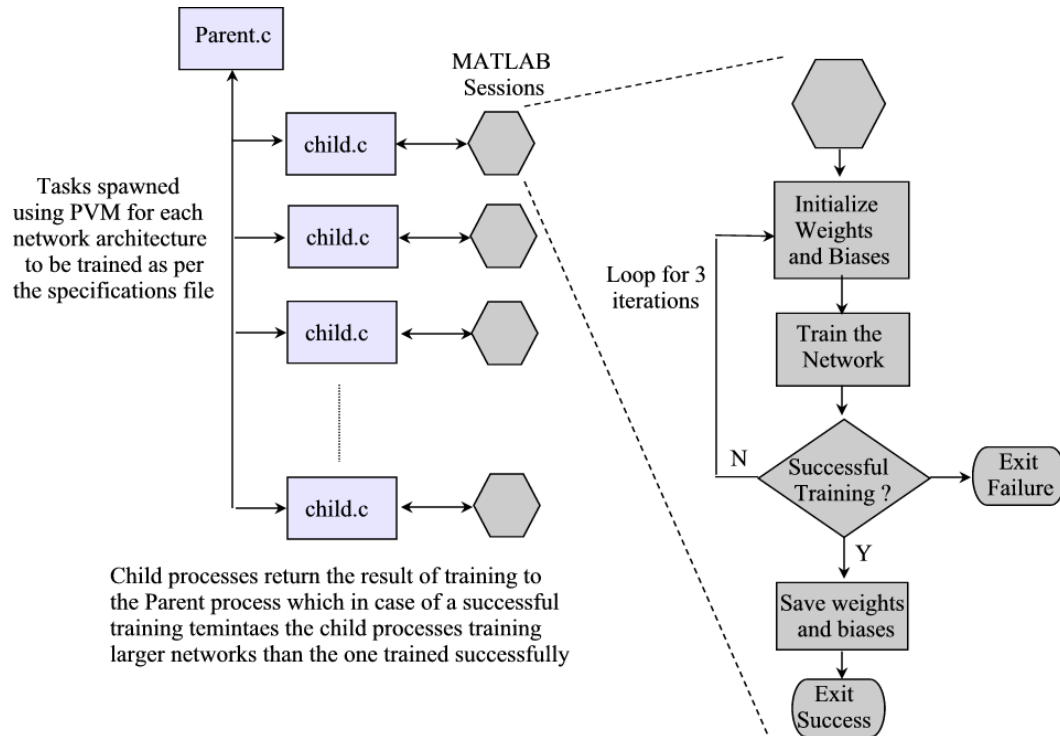 Parent.c
MATLAB
Sessions
child.c
child.c
child.c
child.c
Tasks spawned
using PVM for each
network architecture
to be trained as per
the specifications file
Child processes return the result of training to
the Parent process which in case of a successful
training temintaes the child processes training
larger networks than the one trained successfully
Initialize
Weights
and Biases
Loop for 3
iterations
Train the
Network
N
Successful
Training ?
Exit
Failure
Y
Save weights
and biases
Exit
Success